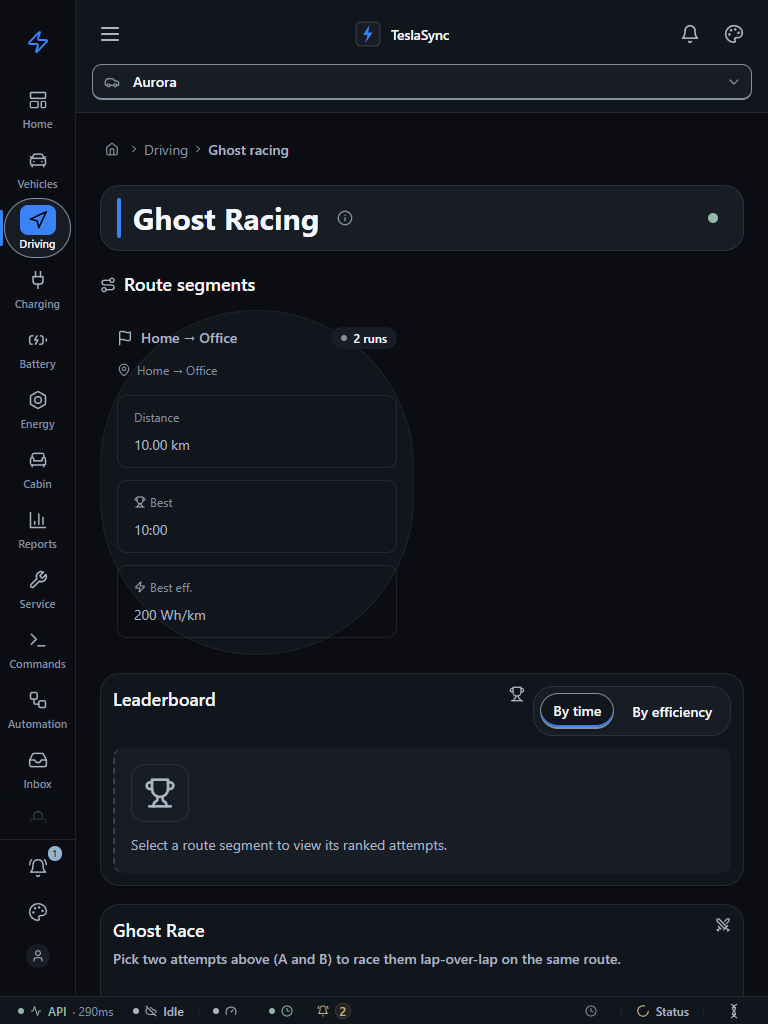 TeslaSync
Aurora
Home
Vehicles
Driving
Charging
Battery
Energy
Cabin
Reports
Service
Commands
Automation
Inbox
1
Driving
Ghost racing
Ghost Racing
Route segments
Home → Office
2 runs
Home → Office
Distance
10.00 km
Best
10:00
Best eff.
200 Wh/km
Leaderboard
By time
By efficiency
Select a route segment to view its ranked attempts.
Ghost Race
Pick two attempts above (A and B) to race them lap-over-lap on the same route.
API · 290ms
Idle
2
Status